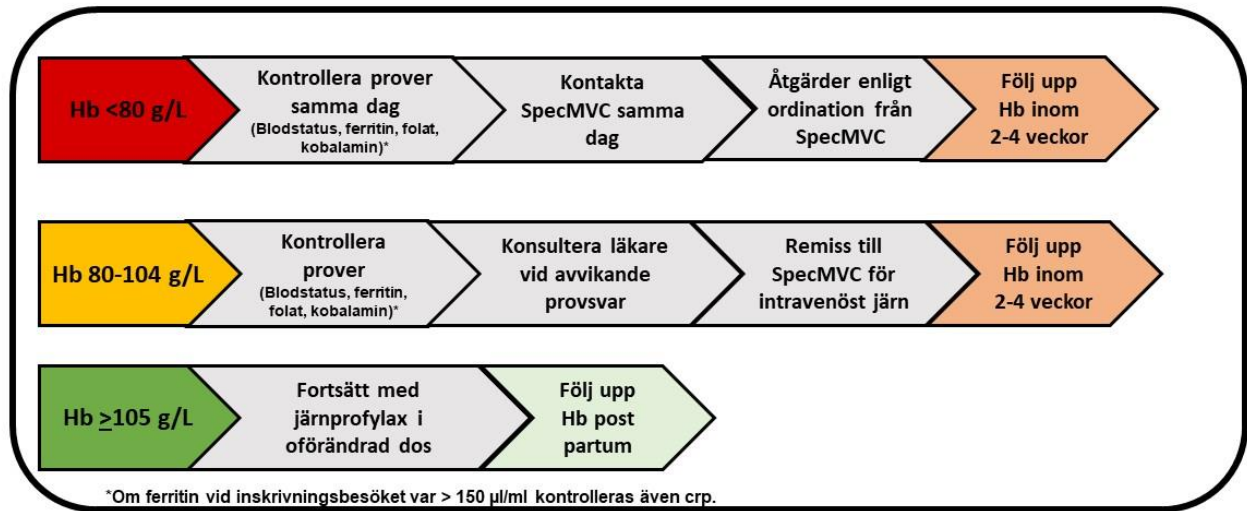 Hb <80 g/L
Kontrollera prover
samma dag
(Blodstatus, ferritin, folat,
kobalamin)*
Kontakta
SpecMVC samma
dag
Åtgärder enligt
ordination från
SpecMVC
Följ upp
Hb inom
2-4 veckor
Hb 80-104 g/L
Kontrollera
prover
(Blodstatus, ferritin,
folat, kobalamin)*
Konsultera läkare
vid avvikande
provsvar
Remiss till
SpecMVC för
intravenöst järn
Följ upp
Hb inom
2-4 veckor
Hb ≥105 g/L
Fortsätt med
järnprofylax i
oförändrad dos
Följ upp
Hb post
partum
*Om ferritin vid inskrivningsbesöket var > 150 µl/ml kontrolleras även crp.